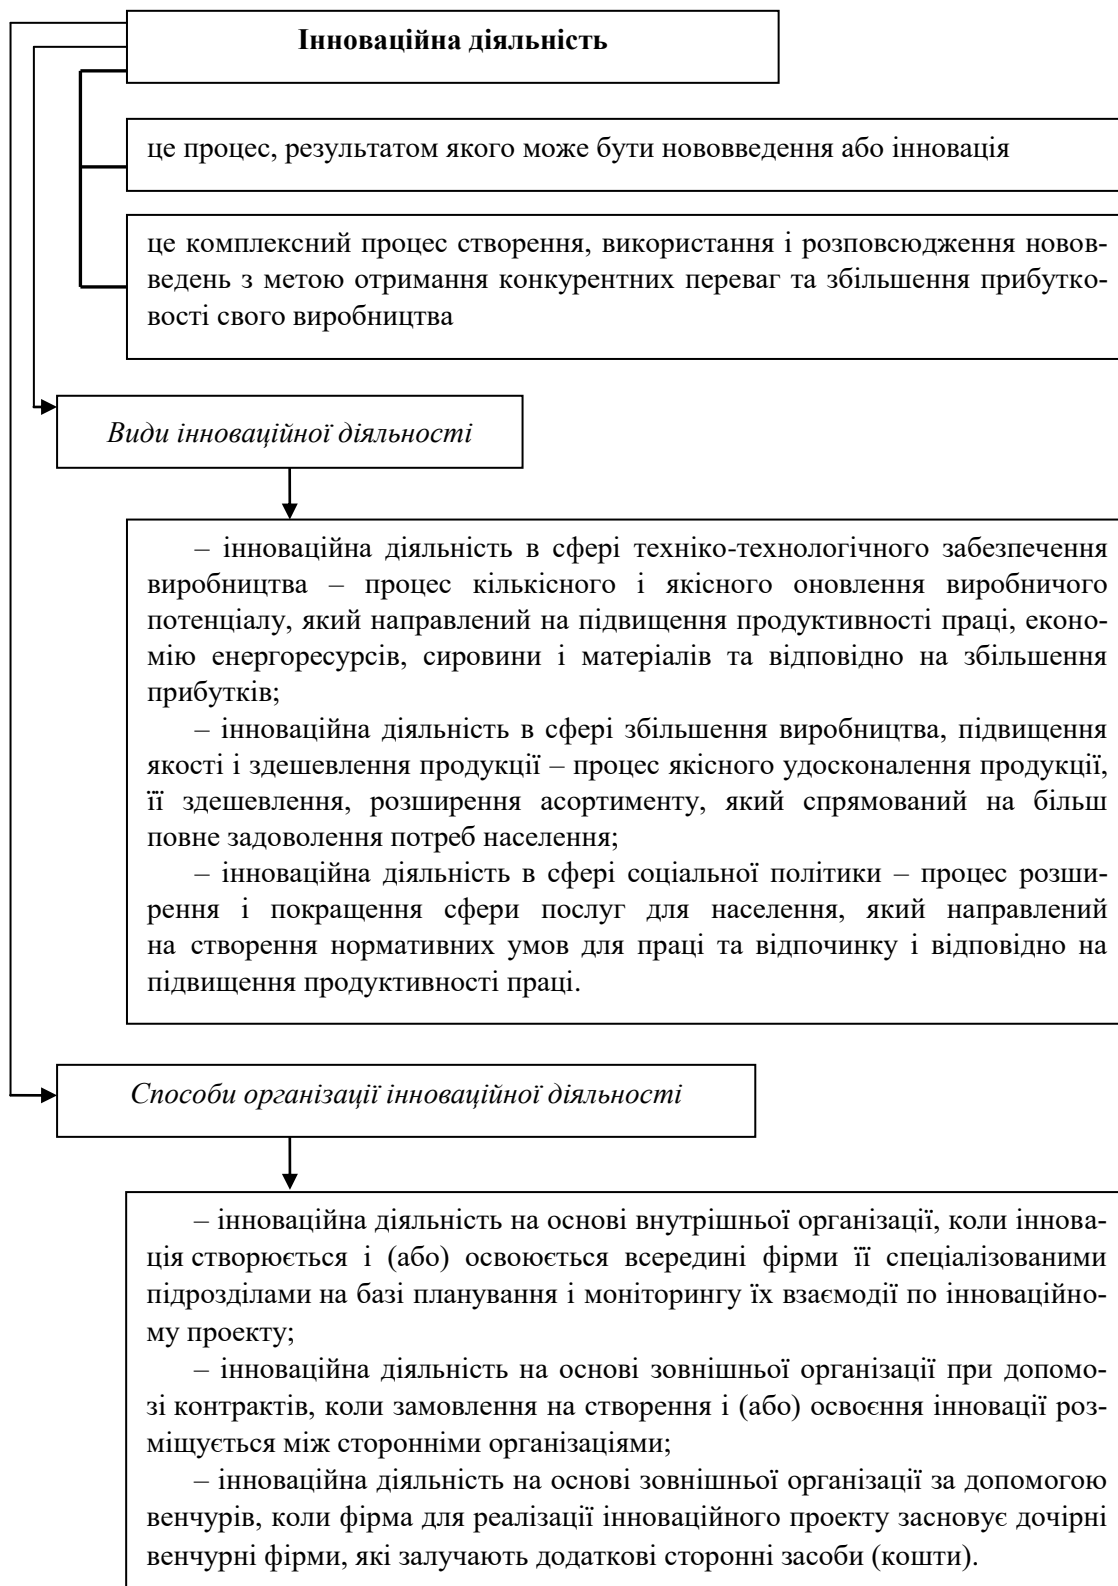 Інноваційна діяльність
це процес, результатом якого може бути нововведення або інновація
це комплексний процес створення, використання і розповсюдження новов-
ведень з метою отримання конкурентних переваг та збільшення прибутко-
вості свого виробництва
Види інноваційної діяльності
– інноваційна діяльність в сфері техніко-технологічного забезпечення
виробництва – процес кількісного і якісного оновлення виробничого
потенціалу, який направлений на підвищення продуктивності праці, еконо-
мію енергоресурсів, сировини і матеріалів та відповідно на збільшення
прибутків;
– інноваційна діяльність в сфері збільшення виробництва, підвищення
якості і здешевлення продукції – процес якісного удосконалення продукції,
її здешевлення, розширення асортименту, який спрямований на більш
повне задоволення потреб населення;
– інноваційна діяльність в сфері соціальної політики – процес розши-
рення і покращення сфери послуг для населення, який направлений
на створення нормативних умов для праці та відпочинку і відповідно на
підвищення продуктивності праці.
Способи організації інноваційної діяльності
– інноваційна діяльність на основі внутрішньої організації, коли іннова-
ція створюється і (або) освоюється всередині фірми її спеціалізованими
підрозділами на базі планування і моніторингу їх взаємодії по інноваційно-
му проекту;
– інноваційна діяльність на основі зовнішньої організації при допомо-
зі контрактів, коли замовлення на створення і (або) освоєння інновації роз-
міщується між сторонніми організаціями;
– інноваційна діяльність на основі зовнішньої організації за допомогою
венчурів, коли фірма для реалізації інноваційного проекту засновує дочірні
венчурні фірми, які залучають додаткові сторонні засоби (кошти).